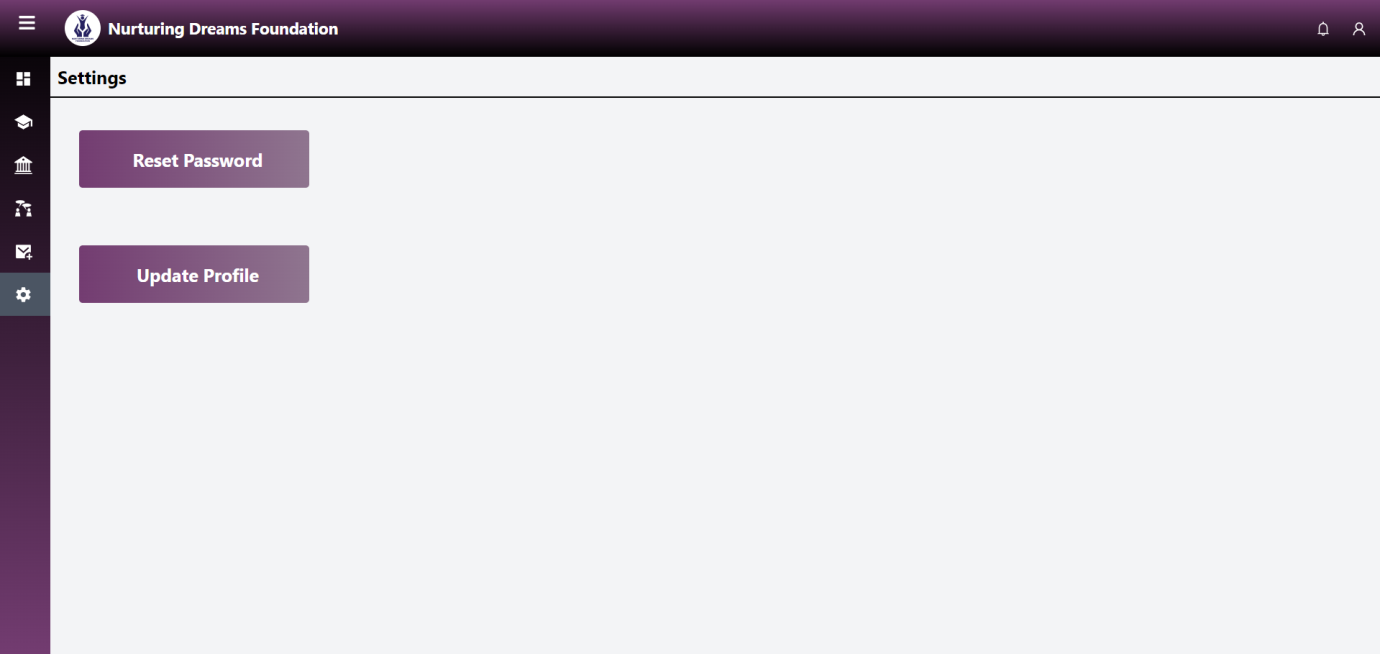 Nurturing Dreams Foundation
Settings
Reset Password
Update Profile